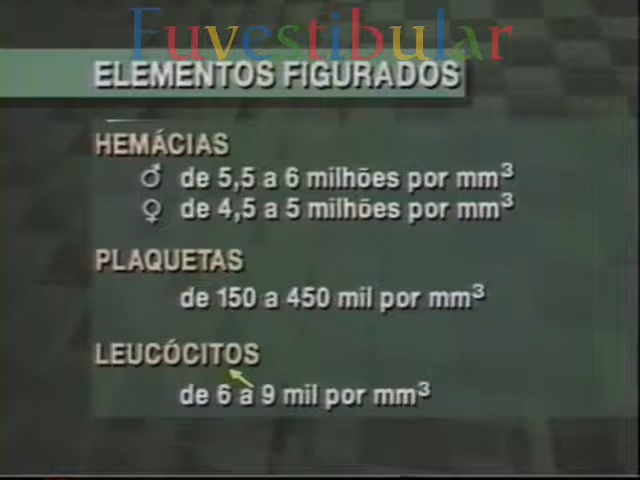 Euvestibular
ELEMENTOS FIGURADOS
HEMÁCIAS
♂ de 5,5 a 6 milhões por mm³
♀ de 4,5 a 5 milhões por mm³
PLAQUETAS
de 150 a 450 mil por mm³
LEUCÓCITOS
de 6 a 9 mil por mm³